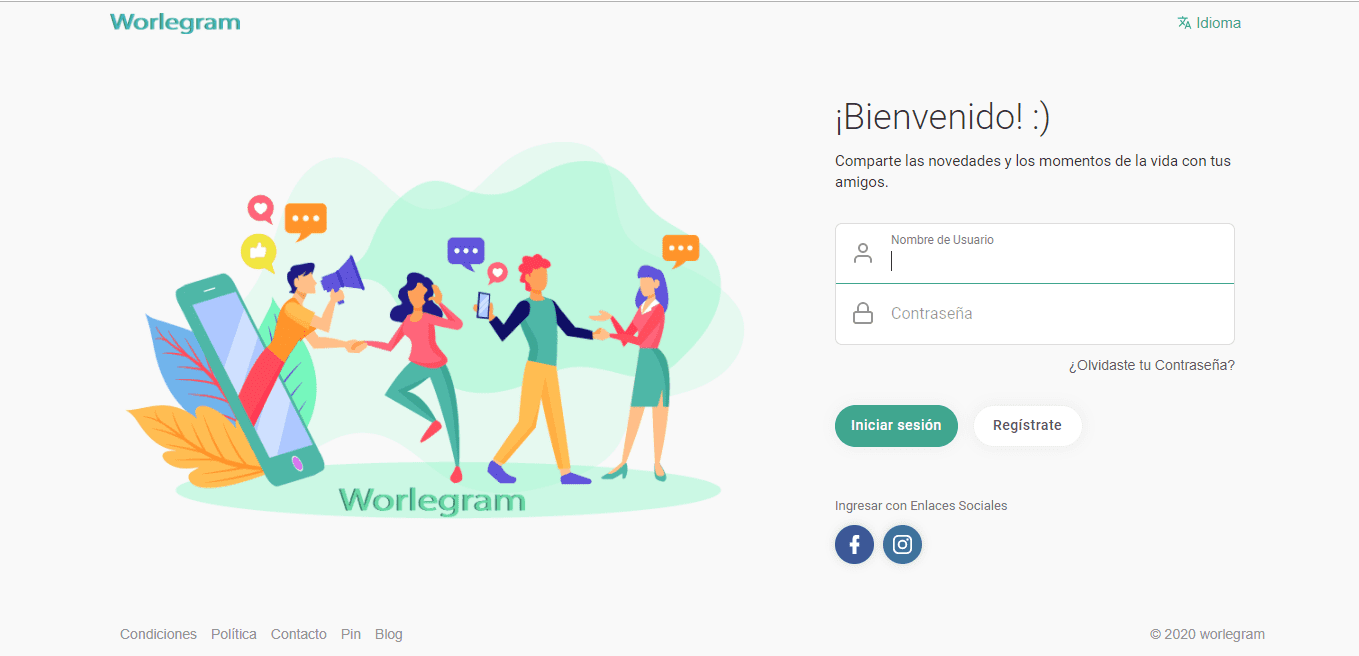 Worlegram
Idioma
¡Bienvenido! :)
Comparte las novedades y los momentos de la vida con tus
amigos.
Nombre de Usuario
Contraseña
¿Olvidaste tu Contraseña?
Iniciar sesión
Regístrate
Worlegram
Ingresar con Enlaces Sociales
Condiciones Política Contacto Pin Blog
© 2020 worlegram